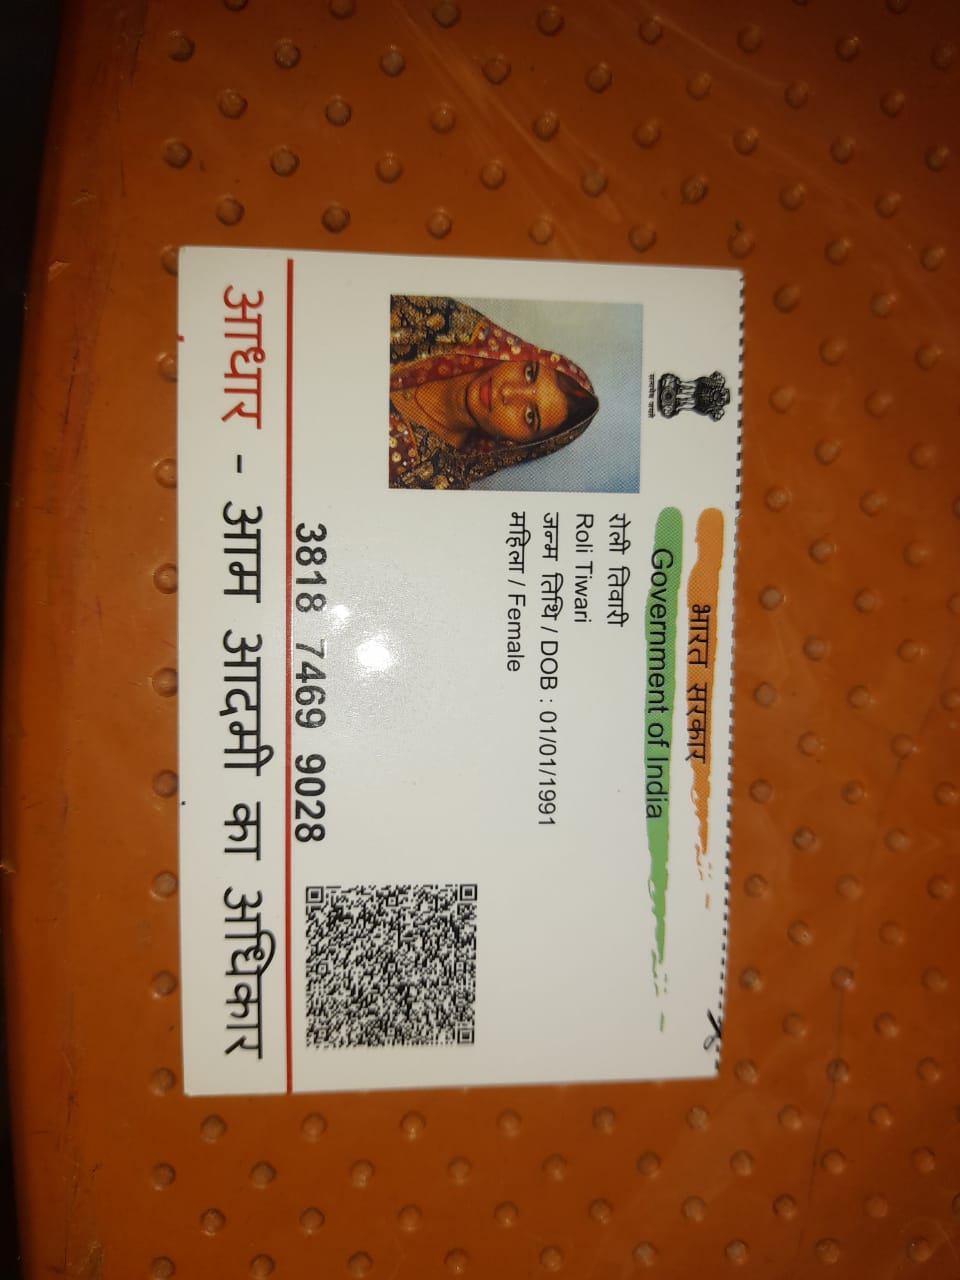 भारत सरकार
Government of India
सत्यमेव जयते
रोली तिवारी
Roli Tiwari
जन्म तिथि / DOB : 01/01/1991
महिला / Female
3818 7469 9028
आधार - आम आदमी का अधिकार